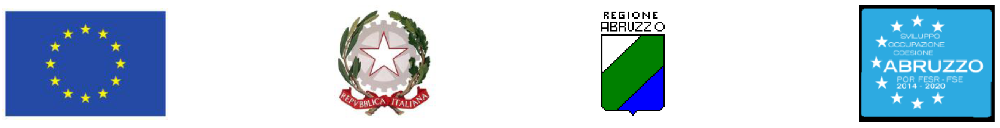 REPVBBLICA ITALIANA
REGIONE
ABRUZZO
SVILUPPO
OCCUPAZIONE
COESIONE
ABRUZZO
POR FESR - FSE
2014 - 2020